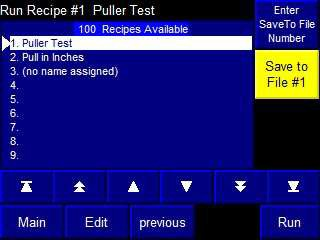 Run Recipe #1 Puller Test
100 Recipes Available
1. Puller Test
2. Pull in Inches
3. (no name assigned)
4.
5.
6.
7.
8.
9.
Enter
SaveTo File
Number
Save to
File #1
Main
Edit
previous
Run